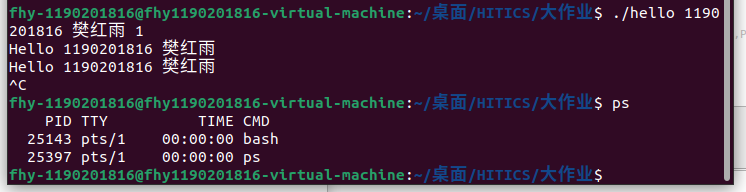 fhy-1190201816@fhy1190201816-virtual-machine:~/桌面/HITICS/大作业$ ./hello 1190
201816 樊红雨 1
Hello 1190201816 樊红雨
Hello 1190201816 樊红雨
^C
fhy-1190201816@fhy1190201816-virtual-machine:~/桌面/HITICS/大作业$ ps
    PID TTY          TIME CMD
  25143 pts/1    00:00:00 bash
  25397 pts/1    00:00:00 ps
fhy-1190201816@fhy1190201816-virtual-machine:~/桌面/HITICS/大作业$